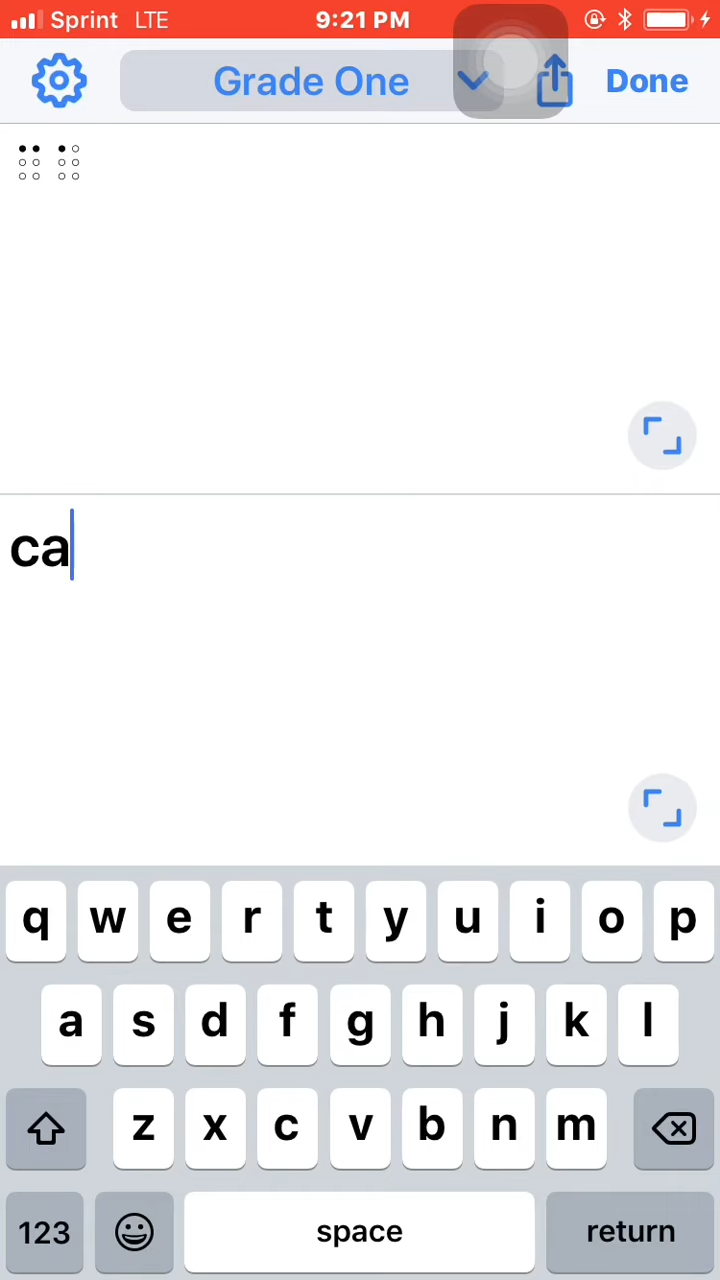 Sprint LTE 9:21 PM
Grade One Done
⠉⠁
ca
q w e r t y u i o p
a s d f g h j k l
z x c v b n m
123 space return